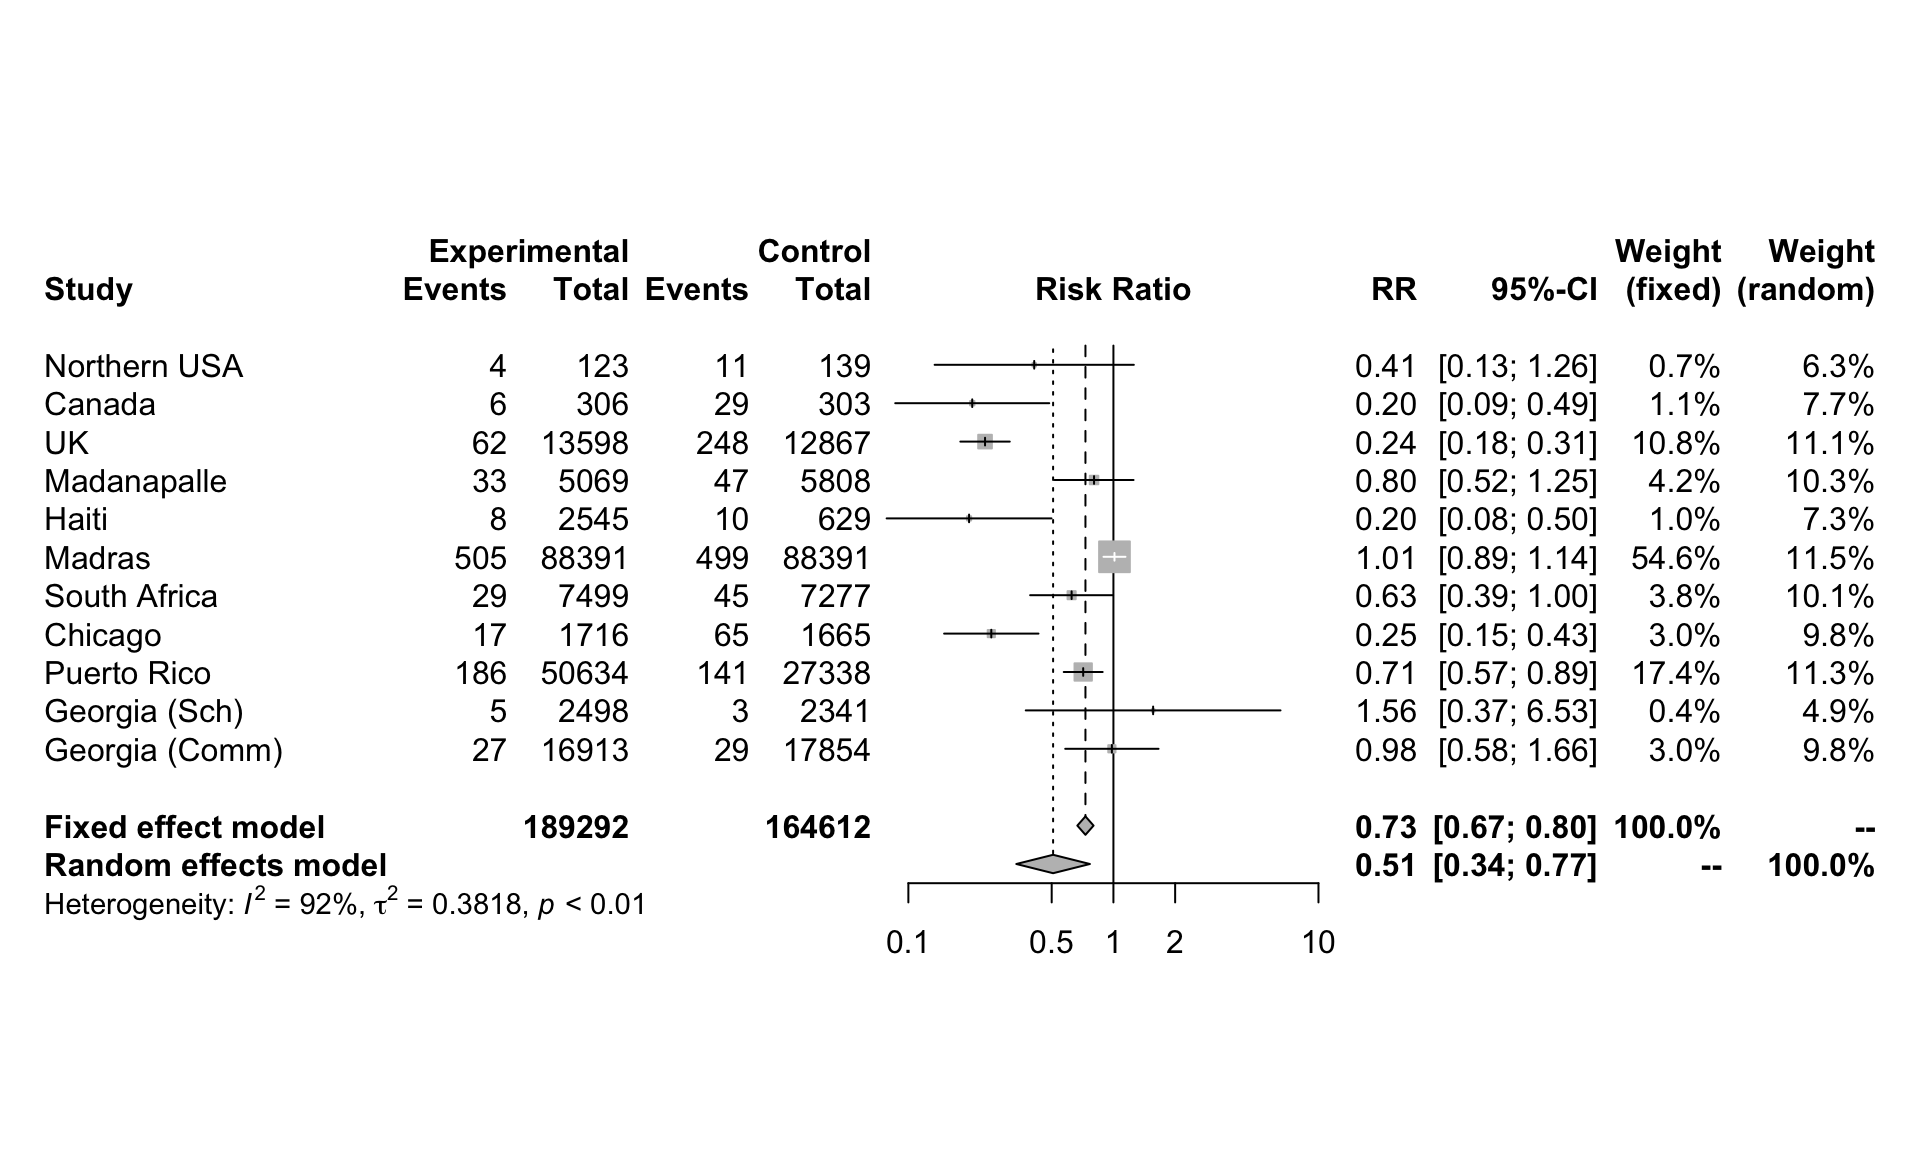 Experimental Control Weight Weight
Study Events Total Events Total Risk Ratio RR 95%-CI (fixed) (random)
Northern USA 4 123 11 139 0.41 [0.13; 1.26] 0.7% 6.3%
Canada 6 306 29 303 0.20 [0.09; 0.49] 1.1% 7.7%
UK 62 13598 248 12867 0.24 [0.18; 0.31] 10.8% 11.1%
Madanapalle 33 5069 47 5808 0.80 [0.52; 1.25] 4.2% 10.3%
Haiti 8 2545 10 629 0.20 [0.08; 0.50] 1.0% 7.3%
Madras 505 88391 499 88391 1.01 [0.89; 1.14] 54.6% 11.5%
South Africa 29 7499 45 7277 0.63 [0.39; 1.00] 3.8% 10.1%
Chicago 17 1716 65 1665 0.25 [0.15; 0.43] 3.0% 9.8%
Puerto Rico 186 50634 141 27338 0.71 [0.57; 0.89] 17.4% 11.3%
Georgia (Sch) 5 2498 3 2341 1.56 [0.37; 6.53] 0.4% 4.9%
Georgia (Comm) 27 16913 29 17854 0.98 [0.58; 1.66] 3.0% 9.8%
Fixed effect model 189292 164612 0.73 [0.67; 0.80] 100.0% --
Random effects model 0.51 [0.34; 0.77] -- 100.0%
Heterogeneity: I² = 92%, τ² = 0.3818, p < 0.01
0.1 0.5 1 2 10